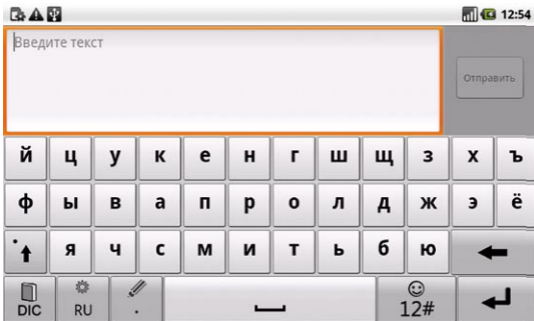 12:54
Введите текст
Отправить
й ц у к е н г ш щ з х ъ
ф ы в а п р о л д ж э ё
я ч с м и т ь б ю
DIC RU . 12#